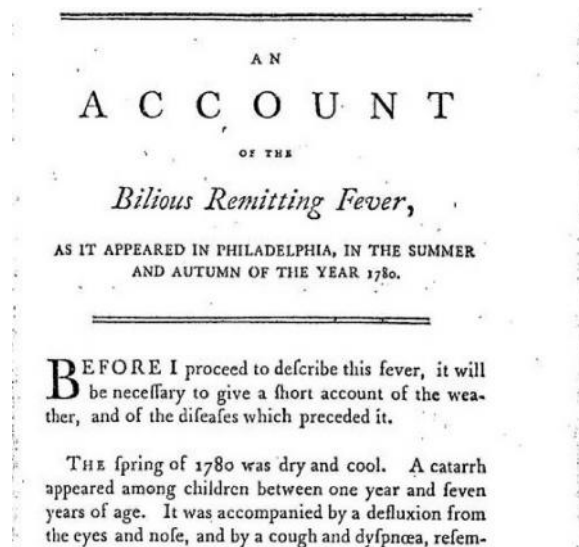 AN
ACCOUNT
OF THE
Bilious Remitting Fever,
AS IT APPEARED IN PHILADELPHIA, IN THE SUMMER
AND AUTUMN OF THE YEAR 1780.
BEFORE I proceed to deſcribe this fever, it will
be neceſſary to give a ſhort account of the wea-
ther, and of the diſeaſes which preceded it.
THE ſpring of 1780 was dry and cool. A catarrh
appeared among children between one year and ſeven
years of age. It was accompanied by a defluxion from
the eyes and noſe, and by a cough and dyſpnœa, reſem-